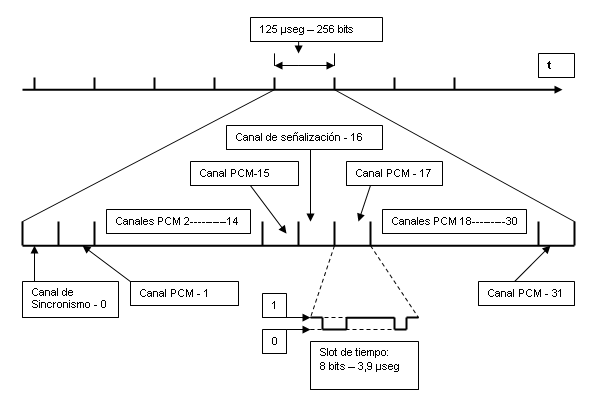 125 µseg – 256 bits
t
Canal de señalización - 16
Canal PCM-15
Canal PCM - 17
Canales PCM 2----------14
Canales PCM 18---------30
Canal de
Sincronismo - 0
Canal PCM - 1
Canal PCM - 31
1
0
Slot de tiempo:
8 bits – 3,9 µseg